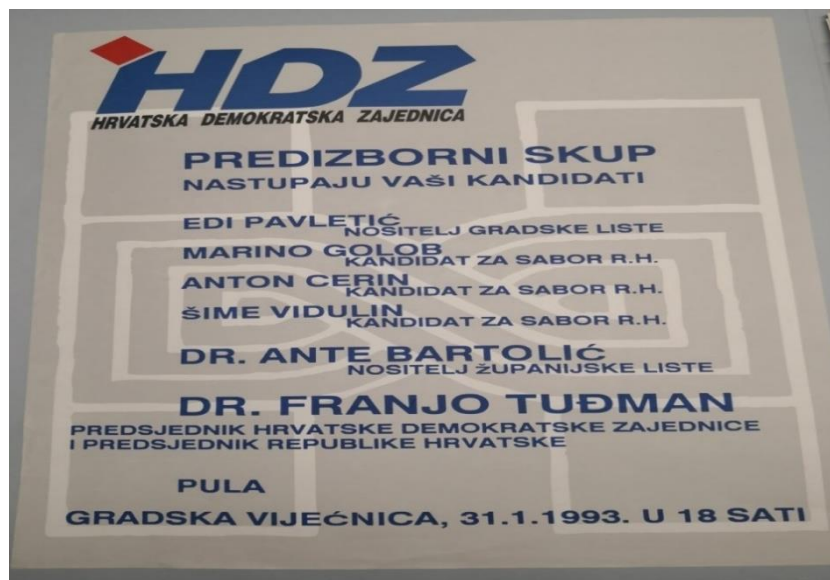 HDZ
HRVATSKA DEMOKRATSKA ZAJEDNICA
PREDIZBORNI SKUP
NASTUPAJU VAŠI KANDIDATI
EDI PAVLETIĆ
NOSITELJ GRADSKE LISTE
MARINO GOLOB
KANDIDAT ZA SABOR R.H.
ANTON CERIN
KANDIDAT ZA SABOR R.H.
ŠIME VIDULIN
KANDIDAT ZA SABOR R.H.
DR. ANTE BARTOLIĆ
NOSITELJ ŽUPANIJSKE LISTE
DR. FRANJO TUĐMAN
PREDSJEDNIK HRVATSKE DEMOKRATSKE ZAJEDNICE
I PREDSJEDNIK REPUBLIKE HRVATSKE
PULA
GRADSKA VIJEĆNICA, 31.1.1993. U 18 SATI